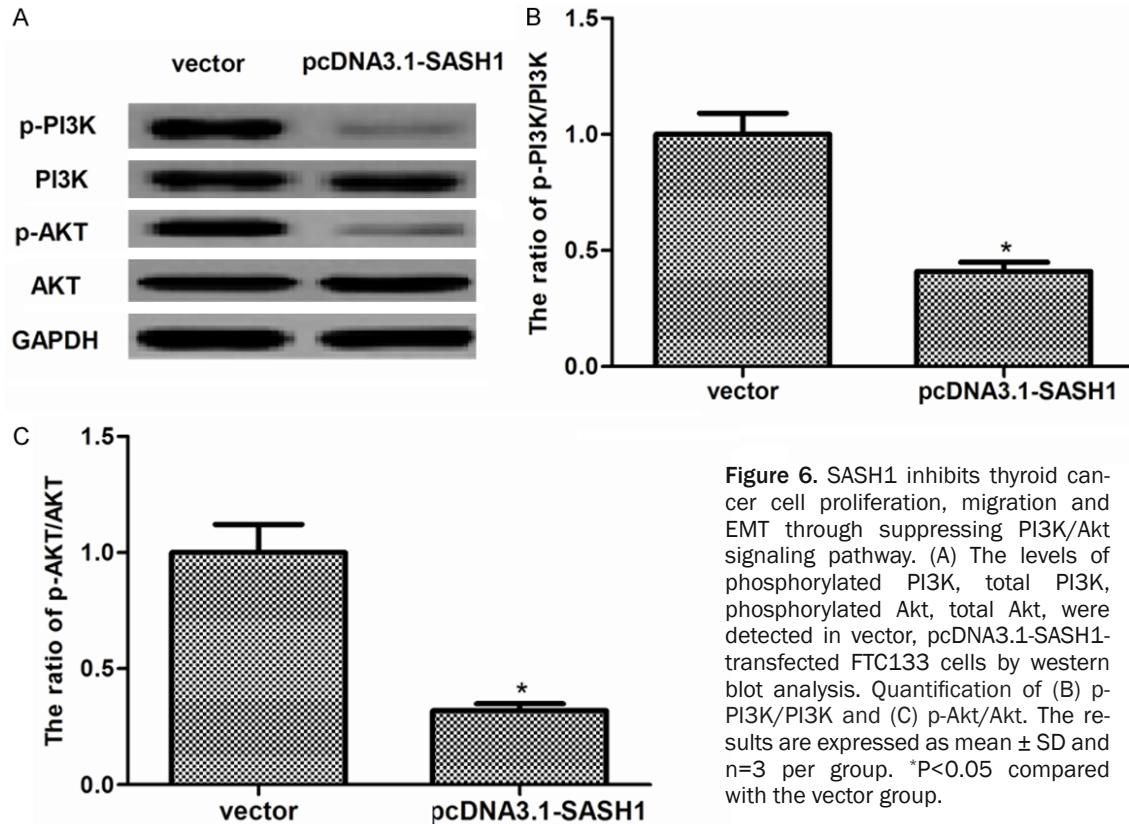 A
vector pcDNA3.1-SASH1
p-PI3K
PI3K
p-AKT
AKT
GAPDH
B
The ratio of p-PI3K/PI3K
1.5
1.0
0.5
0.0
*
vector pcDNA3.1-SASH1
C
The ratio of p-AKT/AKT
1.5
1.0
0.5
0.0
*
vector pcDNA3.1-SASH1
Figure 6. SASH1 inhibits thyroid can-
cer cell proliferation, migration and
EMT through suppressing PI3K/Akt
signaling pathway. (A) The levels of
phosphorylated PI3K, total PI3K,
phosphorylated Akt, total Akt, were
detected in vector, pcDNA3.1-SASH1-
transfected FTC133 cells by western
blot analysis. Quantification of (B) p-
PI3K/PI3K and (C) p-Akt/Akt. The re-
sults are expressed as mean ± SD and
n=3 per group. *P<0.05 compared
with the vector group.